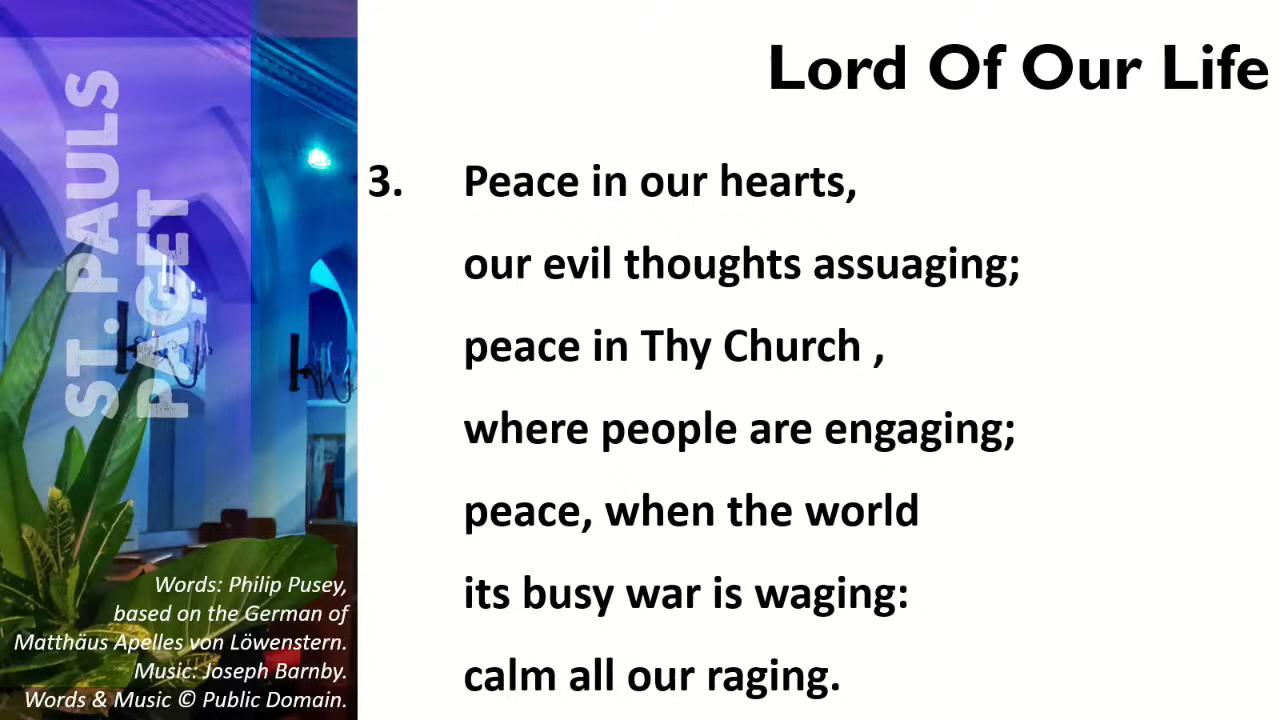 Lord Of Our Life
3. Peace in our hearts,
our evil thoughts assuaging;
peace in Thy Church ,
where people are engaging;
peace, when the world
its busy war is waging:
calm all our raging.
ST. PAULS
PAGET
Words: Philip Pusey,
based on the German of
Matthäus Apelles von Löwenstern.
Music: Joseph Barnby.
Words & Music © Public Domain.